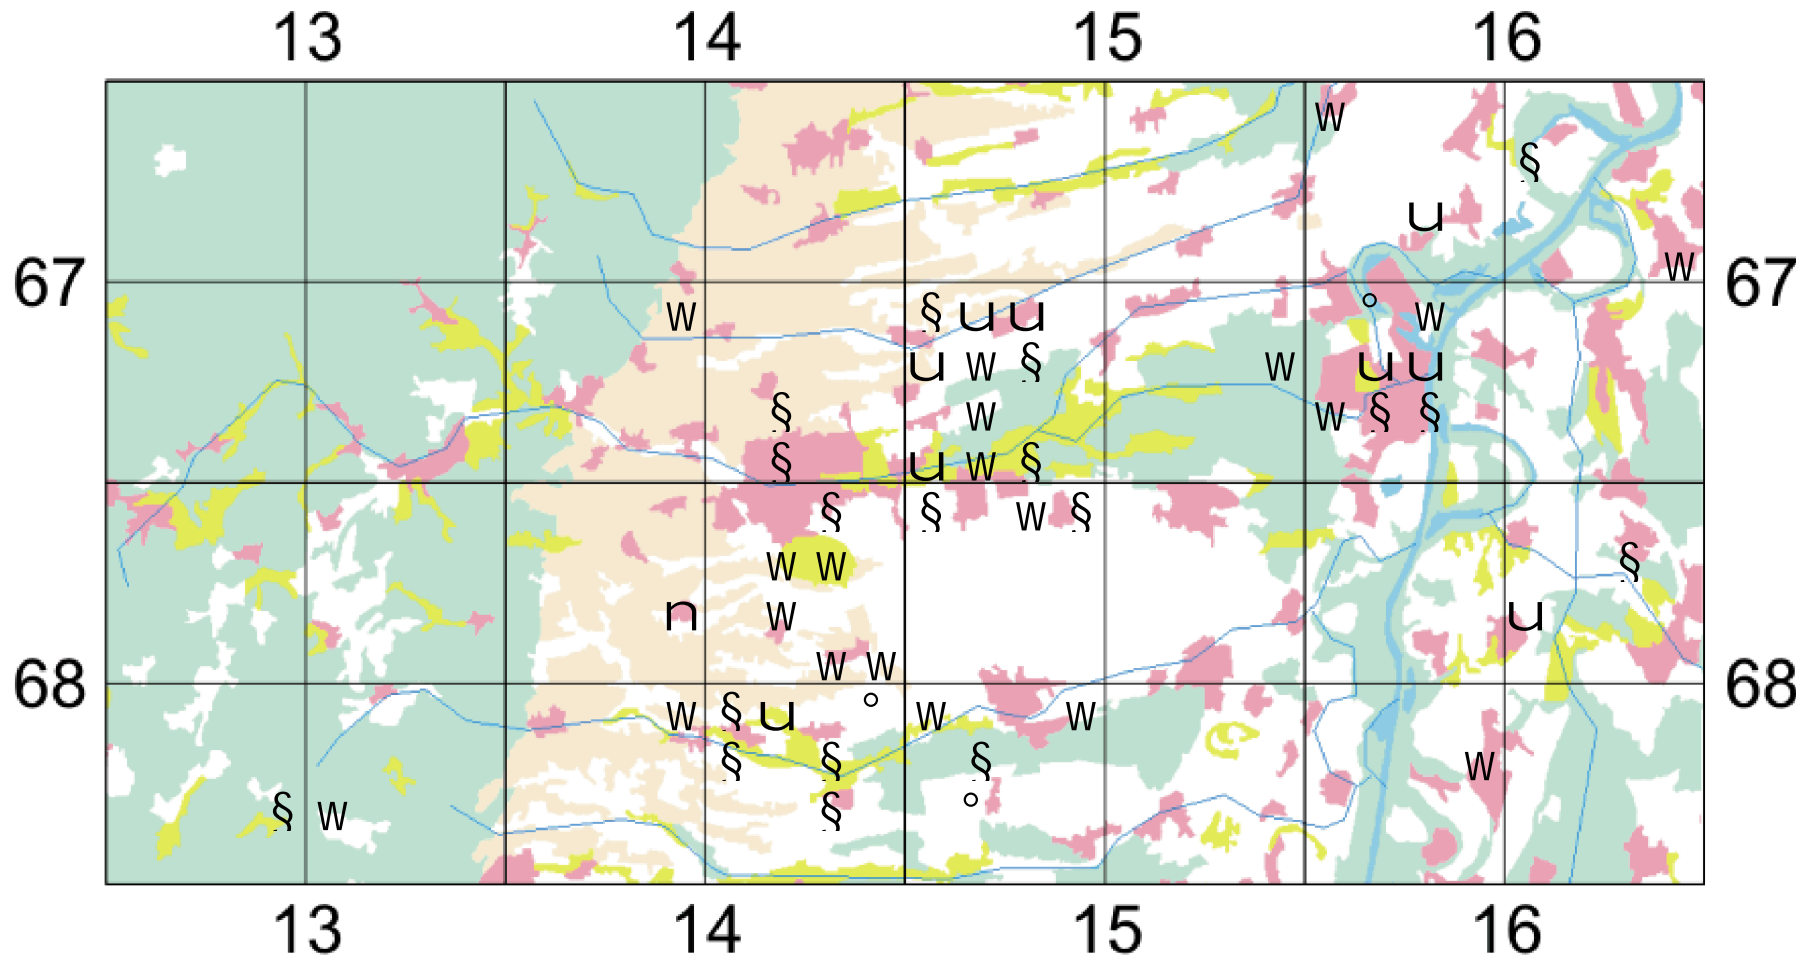 13 14 15 16
W
§
u
67 W 67
W § u u W
u W § W u u
§ W W § §
§ u W §
§ § W §
W W §
n W u
W W
68 68
W § u W W
§ § § W
§ W §
13 14 15 16